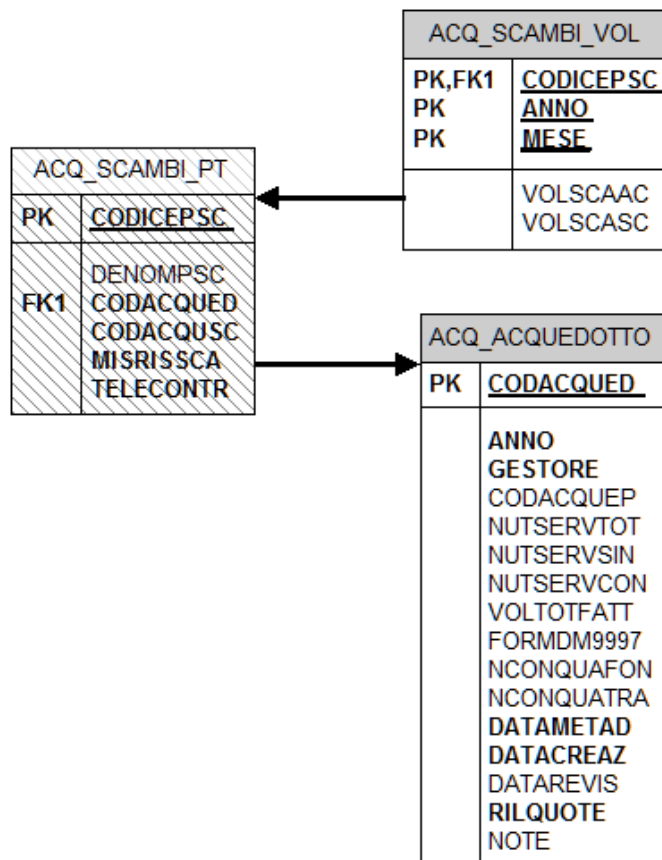 ACQ_SCAMBI_VOL
PK,FK1 CODICEPSC
PK ANNO
PK MESE
VOLSCAAC
VOLSCASC
ACQ_SCAMBI_PT
PK CODICEPSC
DENOMPSC
FK1 CODACQUED
CODACQUSC
MISRISSCA
TELECONTR
ACQ_ACQUEDOTTO
PK CODACQUED
ANNO
GESTORE
CODACQUEP
NUTSERVTOT
NUTSERVSIN
NUTSERVCON
VOLTOTFATT
FORMDM9997
NCONQUAFON
NCONQUATRA
DATAMETAD
DATACREAZ
DATAREVIS
RILQUOTE
NOTE